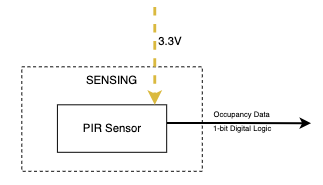 3.3V
SENSING
PIR Sensor
Occupancy Data
1-bit Digital Logic